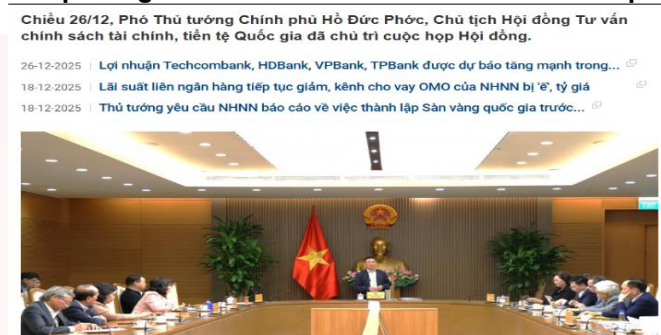 Chiều 26/12, Phó Thủ tướng Chính phủ Hồ Đức Phớc, Chủ tịch Hội đồng Tư vấn
chính sách tài chính, tiền tệ Quốc gia đã chủ trì cuộc họp Hội đồng.
26-12-2025 Lợi nhuận Techcombank, HDBank, VPBank, TPBank được dự báo tăng mạnh trong...
18-12-2025 Lãi suất liên ngân hàng tiếp tục giảm, kênh cho vay OMO của NHNN bị 'ế', tỷ giá
18-12-2025 Thủ tướng yêu cầu NHNN báo cáo về việc thành lập Sàn vàng quốc gia trước...